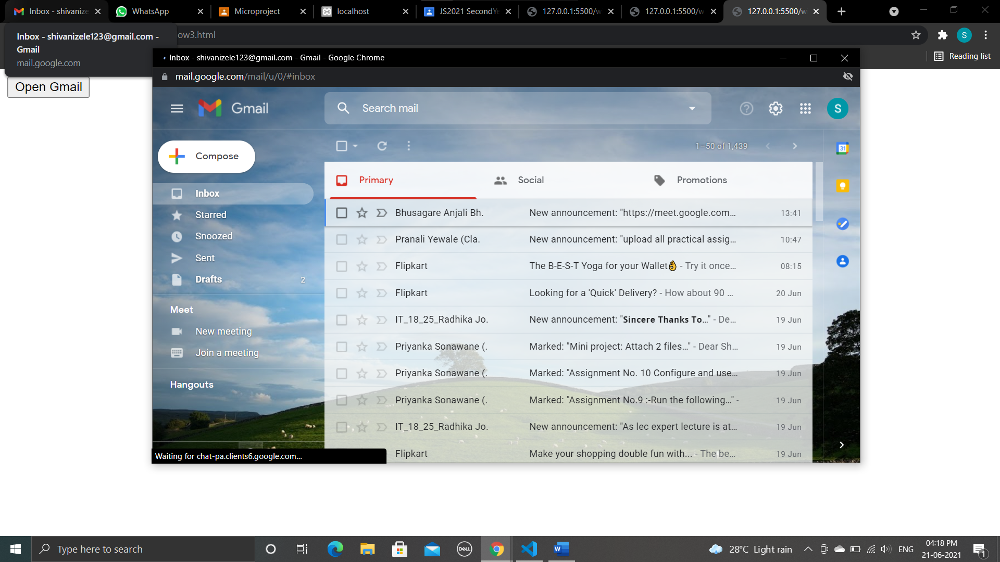 Inbox - shivanize
WhatsApp
Microproject
localhost
JS2021 SecondYe
127.0.0.1:5500/w
127.0.0.1:5500/w
127.0.0.1:5500/w
Inbox - shivanizele123@gmail.com -
Gmail
mail.google.com
ow3.html
S
Reading list
Open Gmail
Inbox - shivanizele123@gmail.com - Gmail - Google Chrome
mail.google.com/mail/u/0/#inbox
Gmail
Search mail
S
Compose
1–50 of 1,439
31
Inbox
Starred
Snoozed
Sent
Drafts 2
Meet
New meeting
Join a meeting
Hangouts
Primary
Social
Promotions
Bhusagare Anjali Bh. New announcement: "https://meet.google.com... 13:41
Pranali Yewale (Cla. New announcement: "upload all practical assig... 10:47
Flipkart The B-E-S-T Yoga for your Wallet👌 - Try it once... 08:15
Flipkart Looking for a 'Quick' Delivery? - How about 90 ... 20 Jun
IT_18_25_Radhika Jo. New announcement: "Sincere Thanks To..." - De... 19 Jun
Priyanka Sonawane (. Marked: "Mini project: Attach 2 files..." - Dear Sh... 19 Jun
Priyanka Sonawane (. Marked: "Assignment No. 10 Configure and use... 19 Jun
Priyanka Sonawane (. Marked: "Assignment No.9 :-Run the following..." - 19 Jun
IT_18_25_Radhika Jo. New announcement: "As lec expert lecture is at... 19 Jun
Flipkart Make your shopping double fun with... - The be... 19 Jun
Waiting for chat-pa.clients6.google.com...
Type here to search
DELL
W
28°C Light rain
ENG
04:18 PM
21-06-2021
1